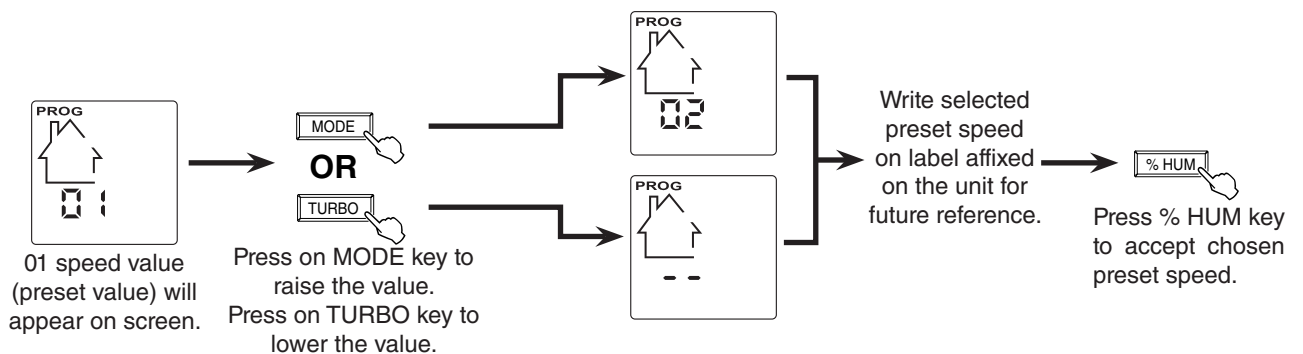 PROG
01
01 speed value
(preset value) will
appear on screen.
MODE
OR
TURBO
Press on MODE key to
raise the value.
Press on TURBO key to
lower the value.
PROG
02
PROG
--
Write selected
preset speed
on label affixed
on the unit for
future reference.
% HUM
Press % HUM key
to accept chosen
preset speed.